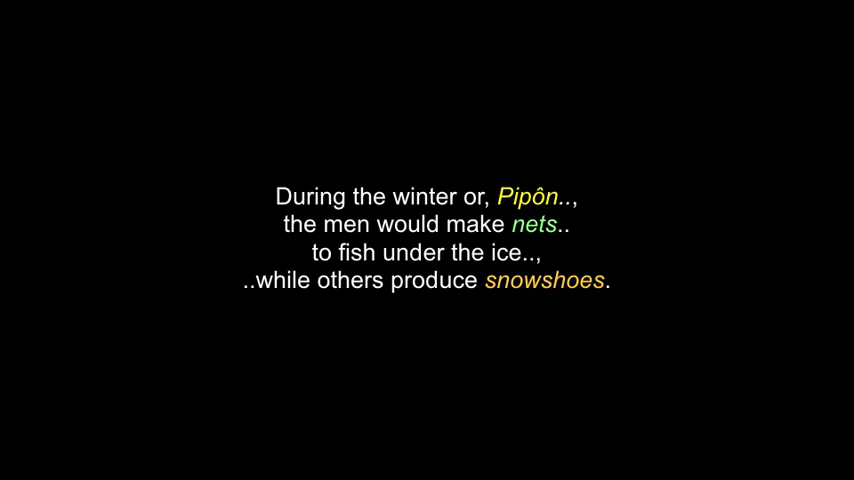 During the winter or, Pipôn..,
the men would make nets..
to fish under the ice..,
..while others produce snowshoes.